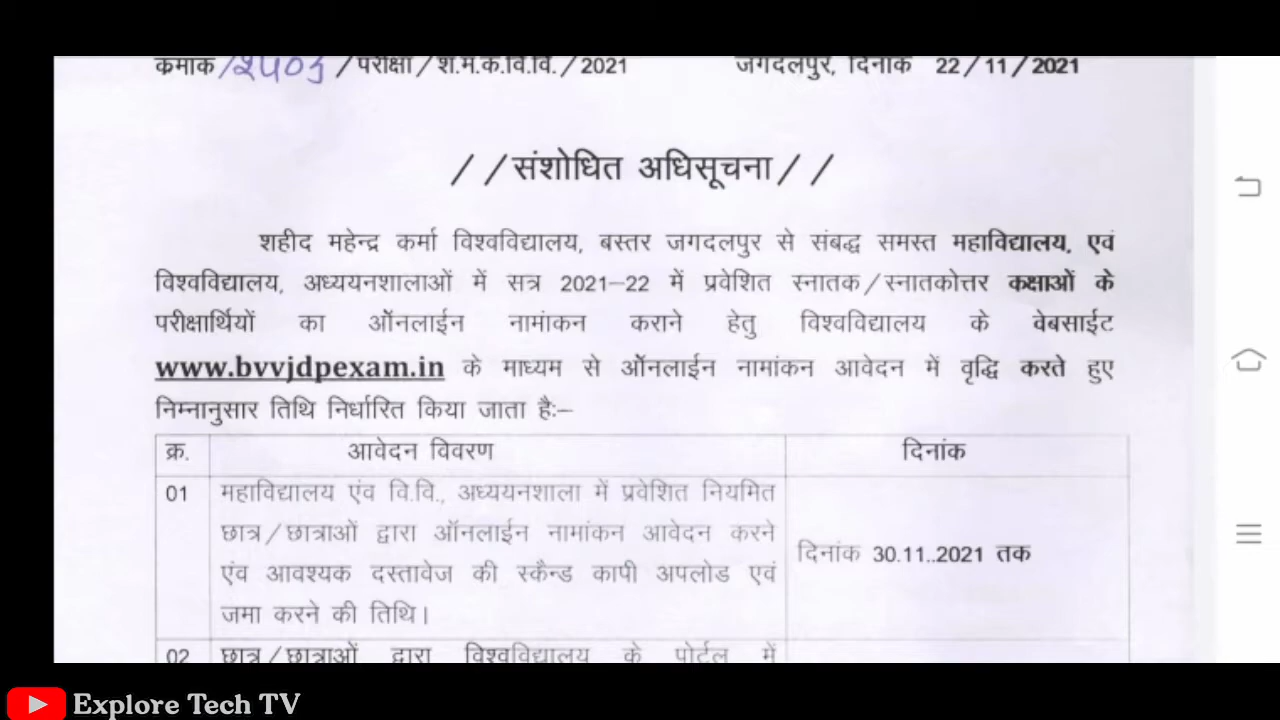 क्रमांक /२५०३ /परीक्षा/श.म.क.वि.वि./2021 जगदलपुर, दिनांक 22/11/2021
//संशोधित अधिसूचना//
शहीद महेन्द्र कर्मा विश्वविद्यालय, बस्तर जगदलपुर से संबद्ध समस्त महाविद्यालय, एवं
विश्वविद्यालय, अध्ययनशालाओं में सत्र 2021–22 में प्रवेशित स्नातक/स्नातकोत्तर कक्षाओं के
परीक्षार्थियों का ऑनलाईन नामांकन कराने हेतु विश्वविद्यालय के वेबसाईट
www.bvvjdpexam.in के माध्यम से ऑनलाईन नामांकन आवेदन में वृद्धि करते हुए
निम्नानुसार तिथि निर्धारित किया जाता है:–
क्र. आवेदन विवरण दिनांक
01 महाविद्यालय एंव वि.वि., अध्ययनशाला में प्रवेशित नियमित
छात्र/छात्राओं द्वारा ऑनलाईन नामांकन आवेदन करने
एंव आवश्यक दस्तावेज की स्कैन्ड कापी अपलोड एवं
जमा करने की तिथि।
दिनांक 30.11..2021 तक
02 छात्र/छात्राओं द्वारा विश्वविद्यालय के पोर्टल में
Explore Tech TV